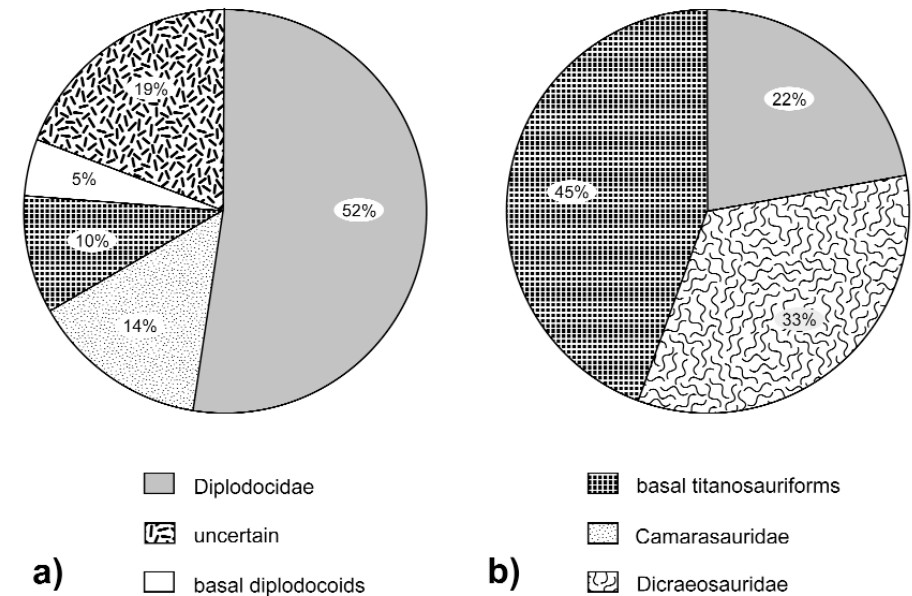 19%
5%
10%
14%
52%
22%
45%
33%
Diplodocidae
uncertain
basal diplodocoids
a)
basal titanosauriforms
Camarasauridae
Dicraeosauridae
b)